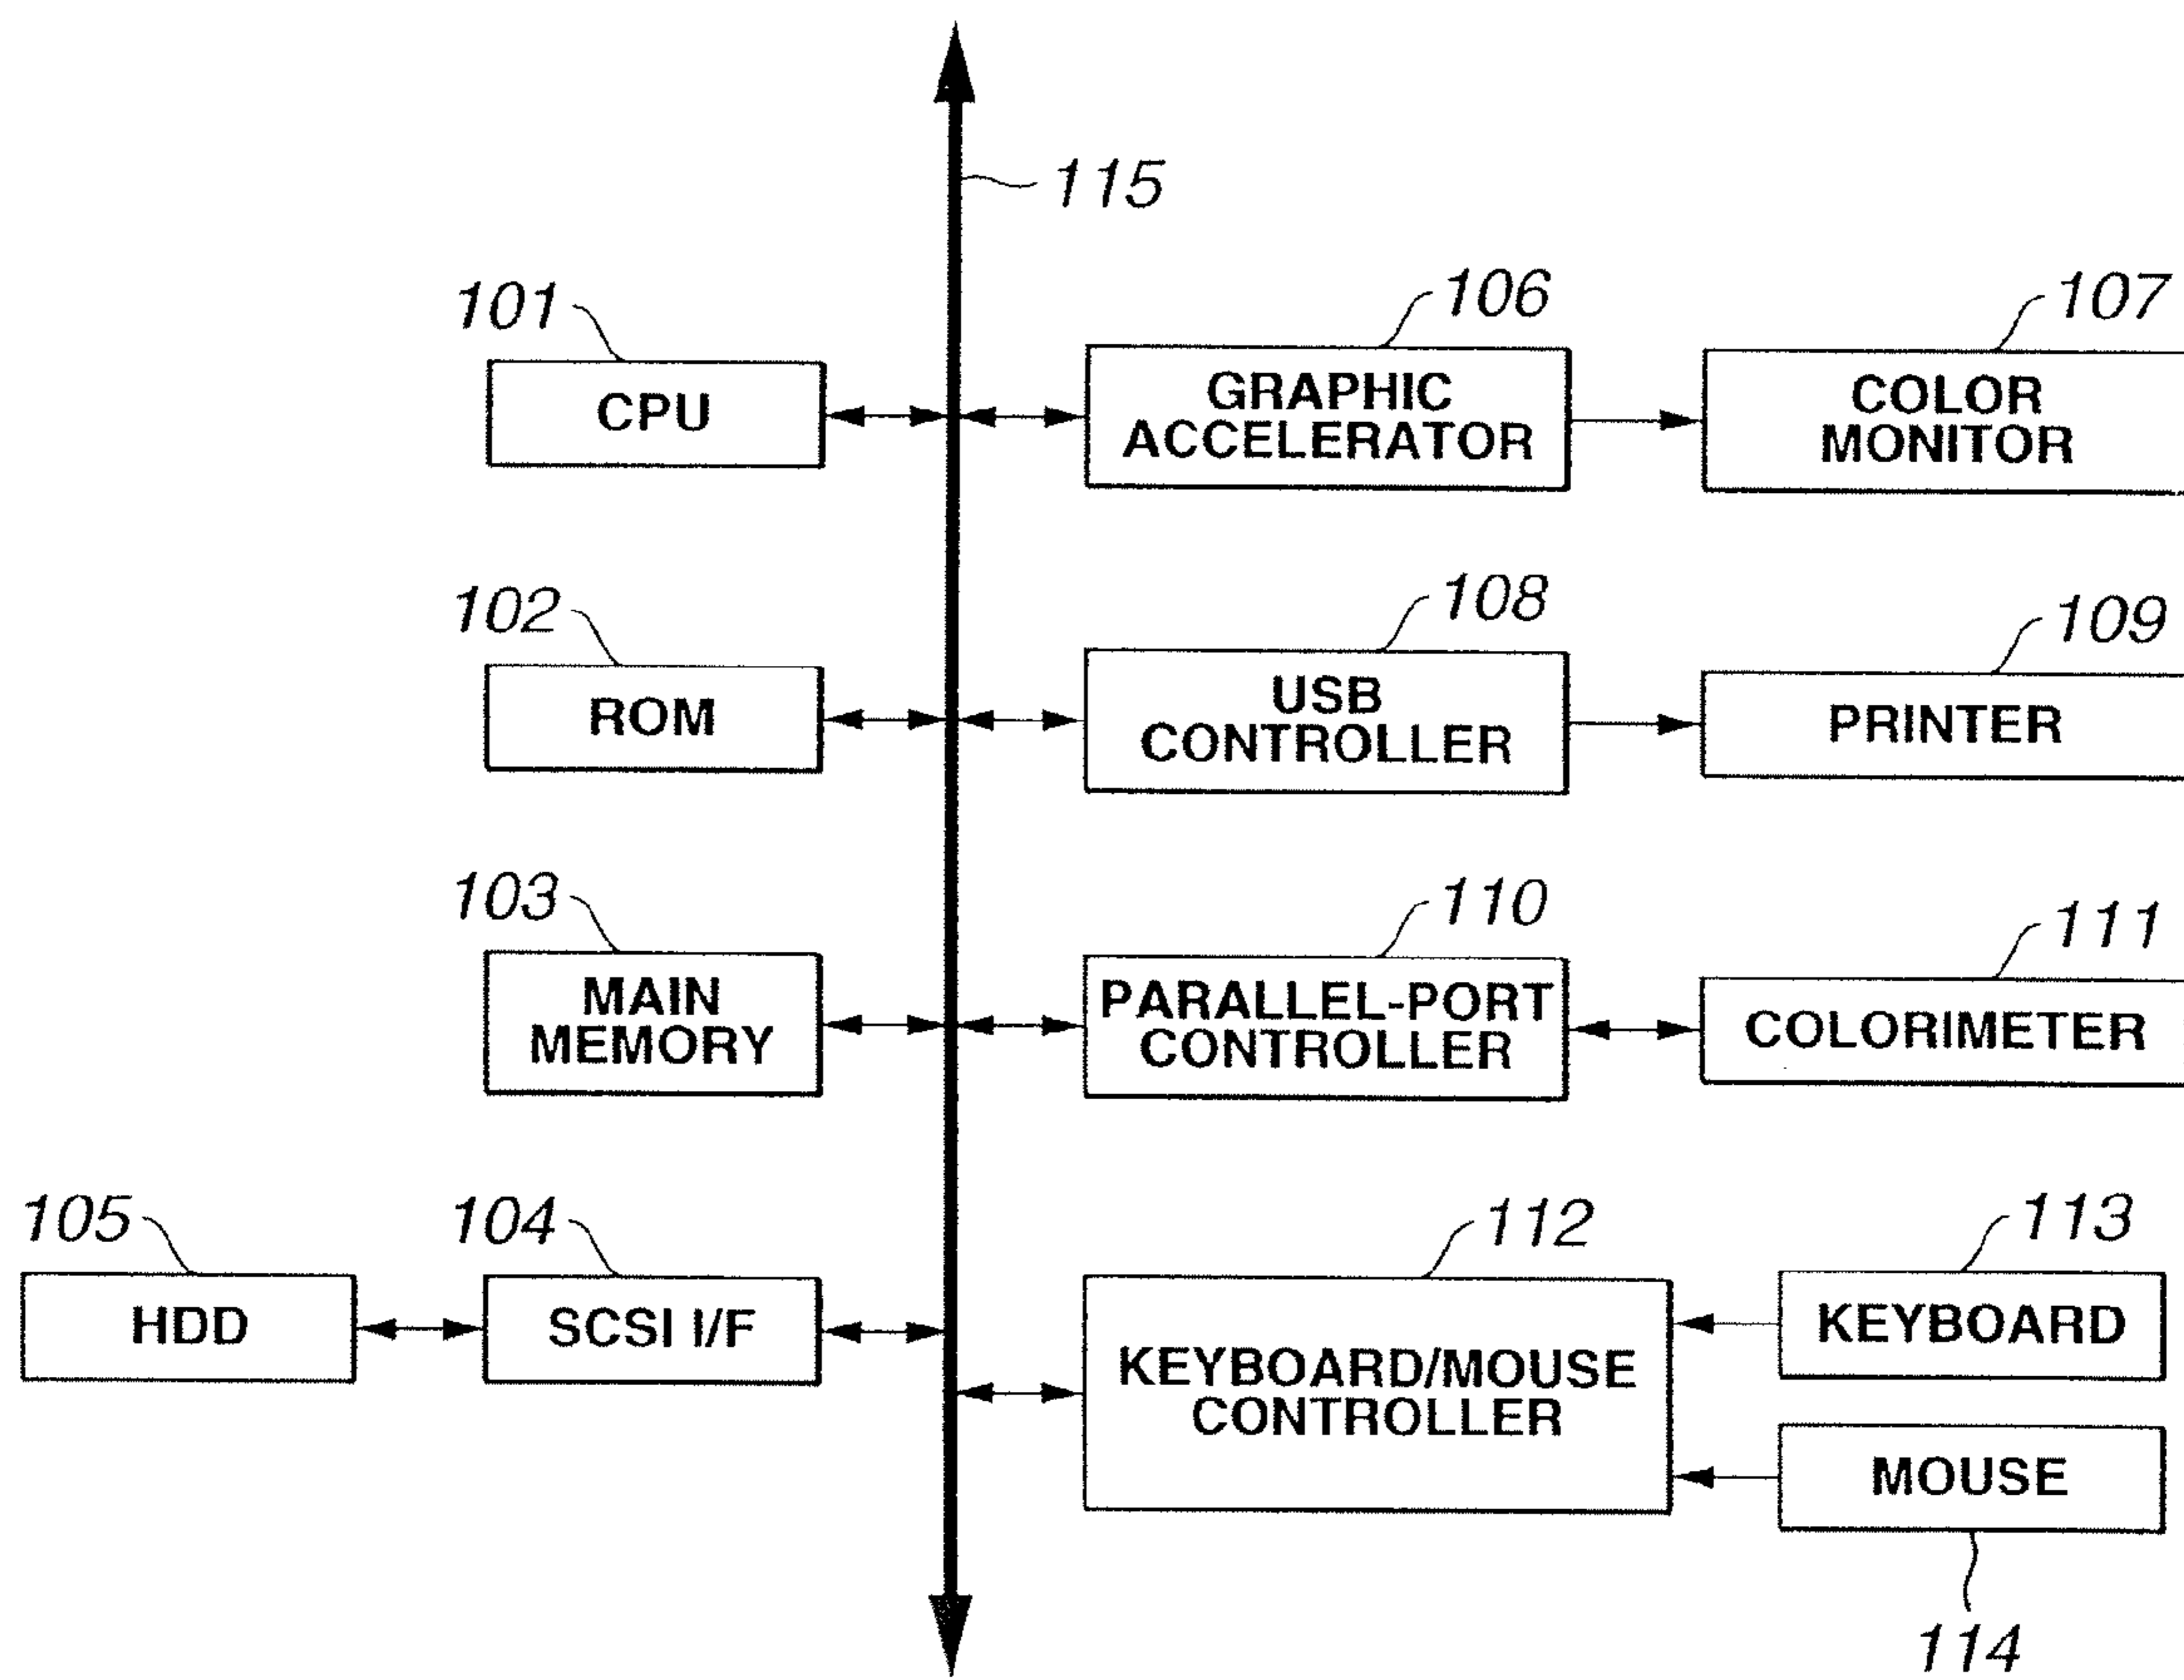 115
101
CPU
106
GRAPHIC
ACCELERATOR
107
COLOR
MONITOR
102
ROM
108
USB
CONTROLLER
109
PRINTER
103
MAIN
MEMORY
110
PARALLEL-PORT
CONTROLLER
111
COLORIMETER
105
HDD
104
SCSI I/F
112
KEYBOARD/MOUSE
CONTROLLER
113
KEYBOARD
MOUSE
114